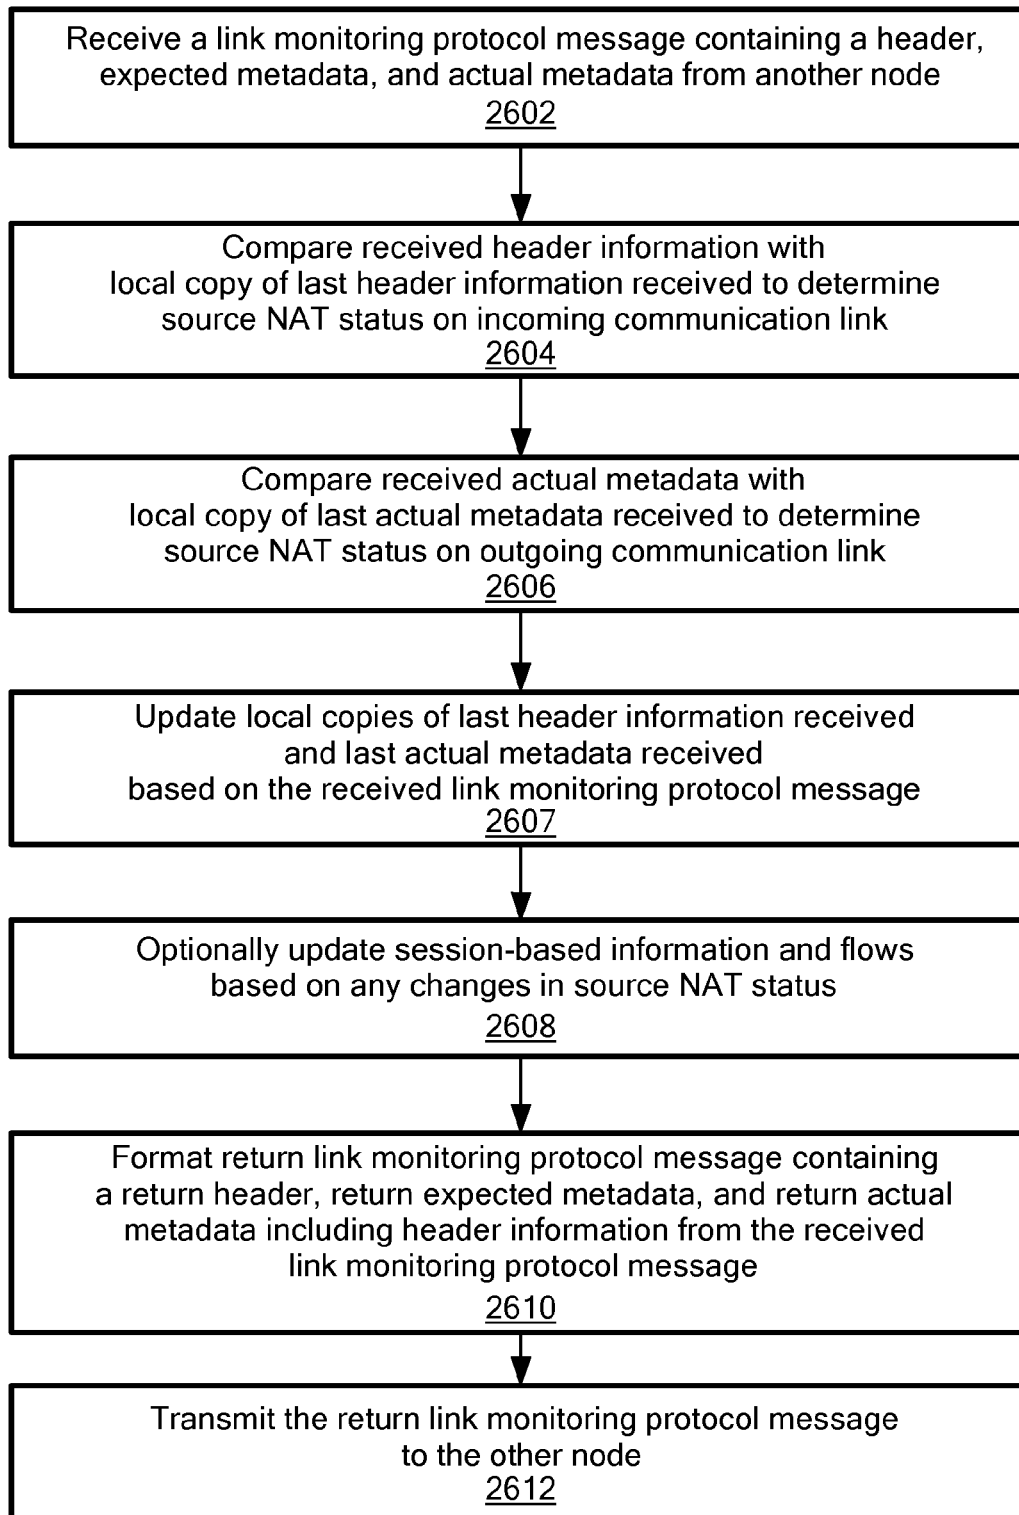 Receive a link monitoring protocol message containing a header,
expected metadata, and actual metadata from another node
2602
Compare received header information with
local copy of last header information received to determine
source NAT status on incoming communication link
2604
Compare received actual metadata with
local copy of last actual metadata received to determine
source NAT status on outgoing communication link
2606
Update local copies of last header information received
and last actual metadata received
based on the received link monitoring protocol message
2607
Optionally update session-based information and flows
based on any changes in source NAT status
2608
Format return link monitoring protocol message containing
a return header, return expected metadata, and return actual
metadata including header information from the received
link monitoring protocol message
2610
Transmit the return link monitoring protocol message
to the other node
2612